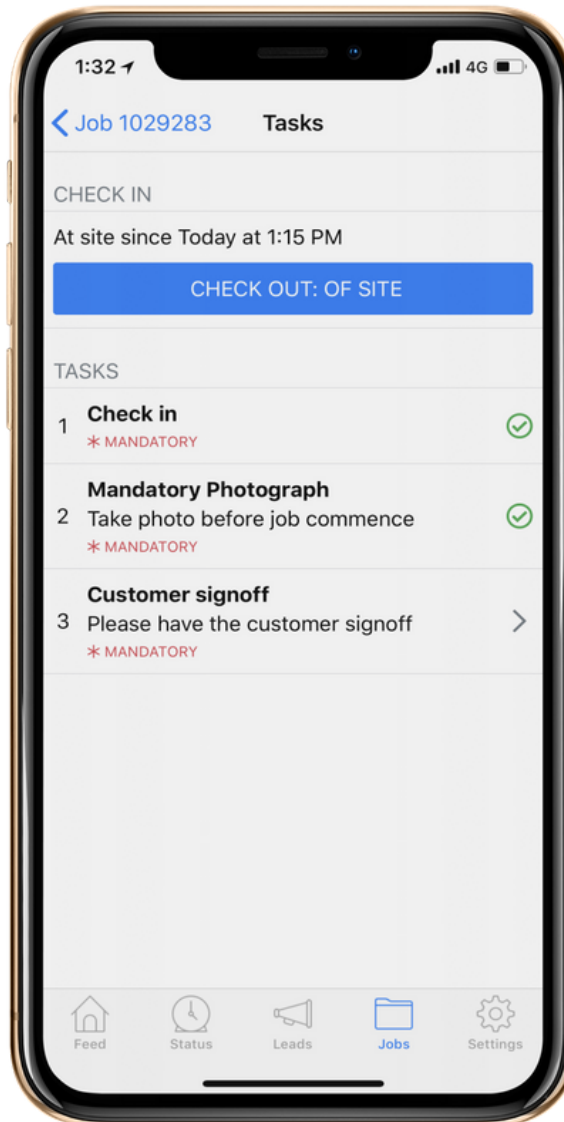 1:32
4G
Job 1029283 Tasks
CHECK IN
At site since Today at 1:15 PM
CHECK OUT: OF SITE
TASKS
1 Check in
* MANDATORY
Mandatory Photograph
2 Take photo before job commence
* MANDATORY
Customer signoff
3 Please have the customer signoff
* MANDATORY
Feed Status Leads Jobs Settings